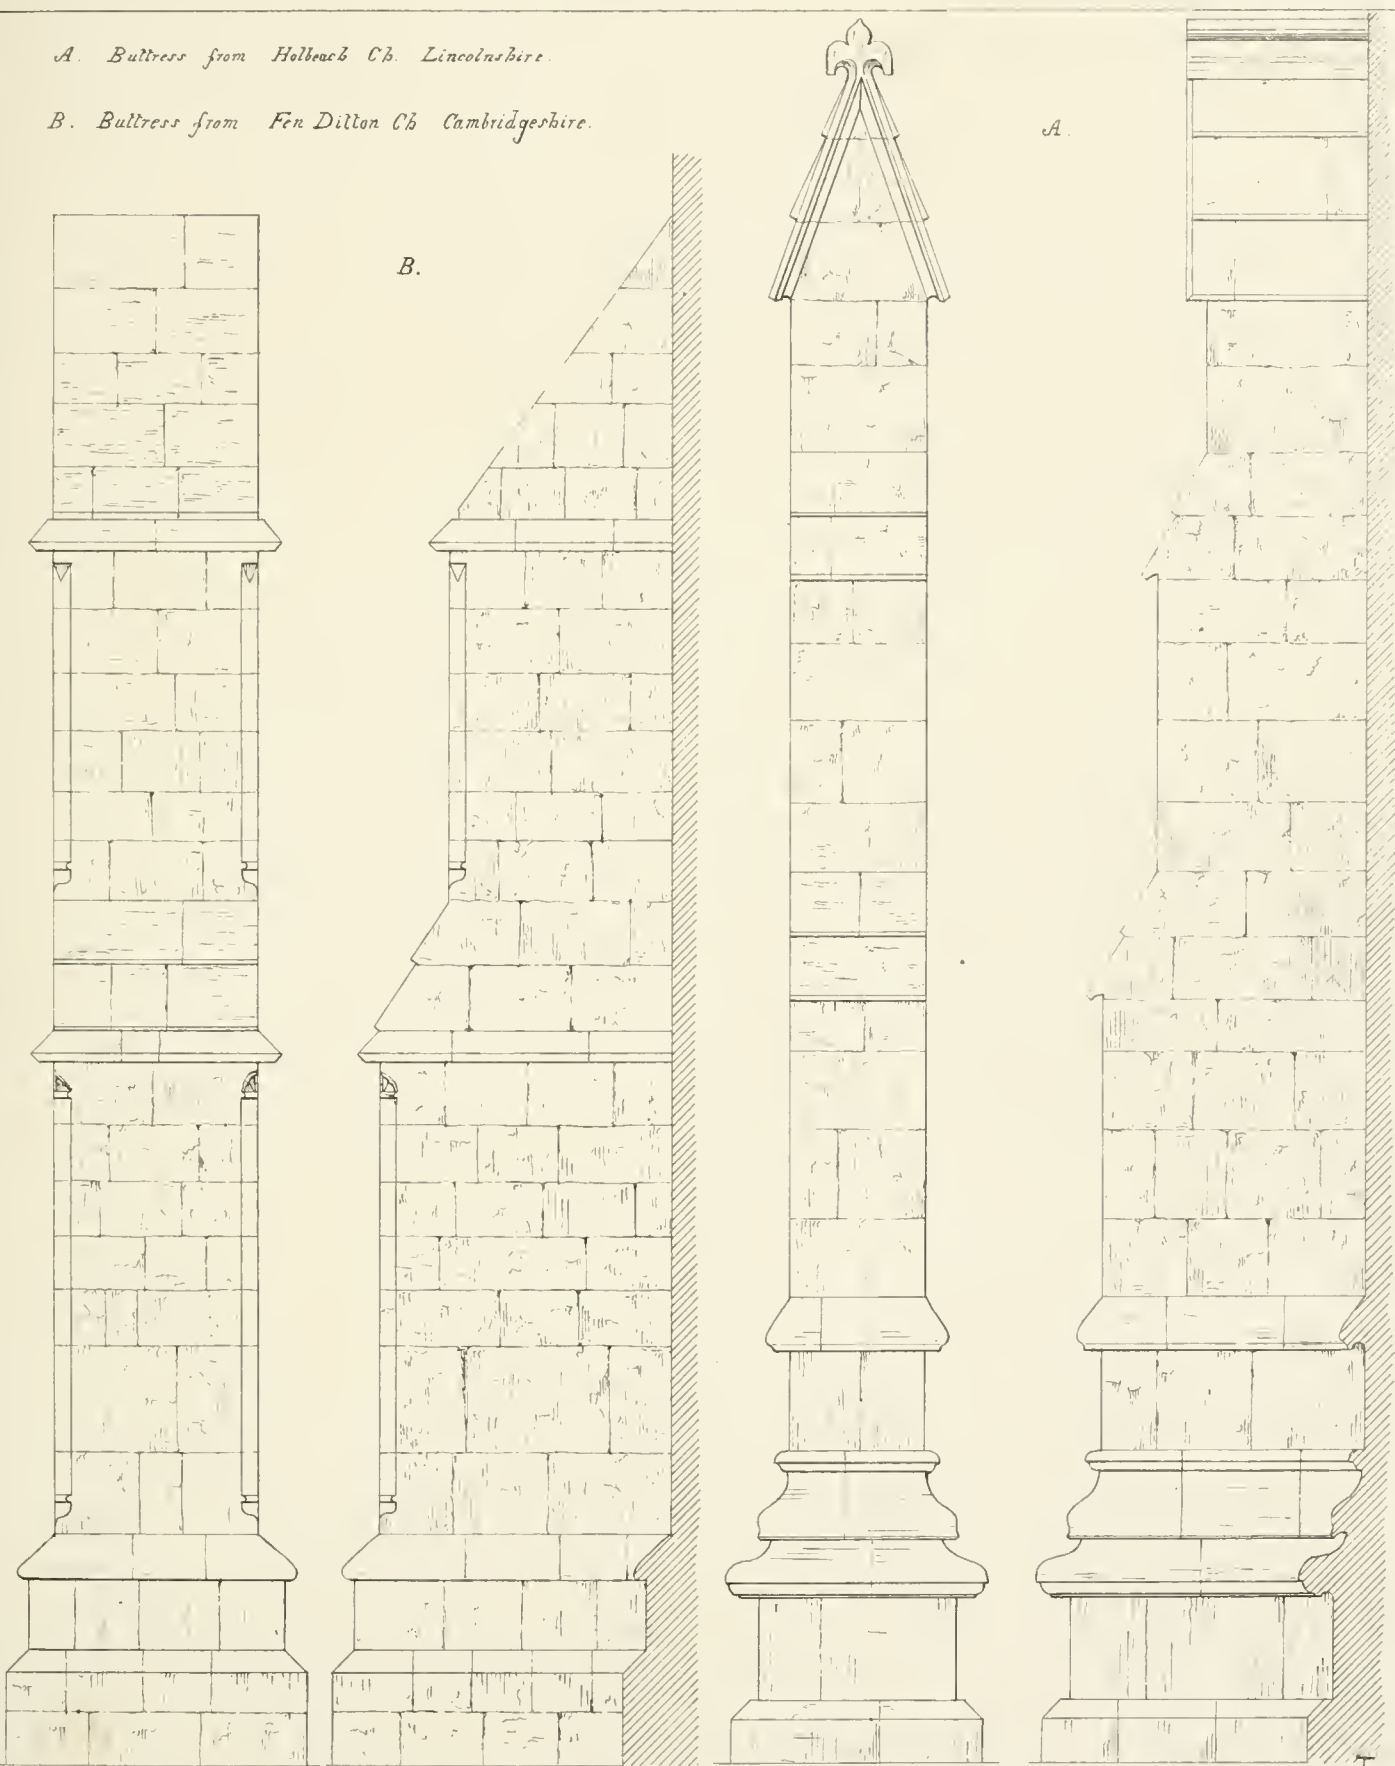 A. Buttress from Holbeach Ch. Lincolnshire.
B. Buttress from Fen Ditton Ch Cambridgeshire.
A.
B.